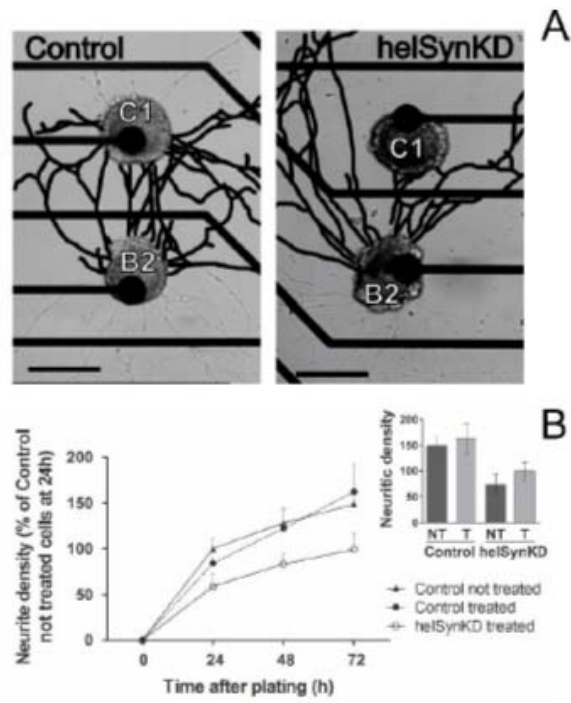 A
Control
helSynKD
C1
C1
B2
B2
B
Neurite density (% of Control
not treated cells at 24h)
200
150
100
50
0
0 24 48 72
Time after plating (h)
Neuritic density
200
150
100
50
0
NT T NT T
Control helSynKD
Control not treated
Control treated
helSynKD treated